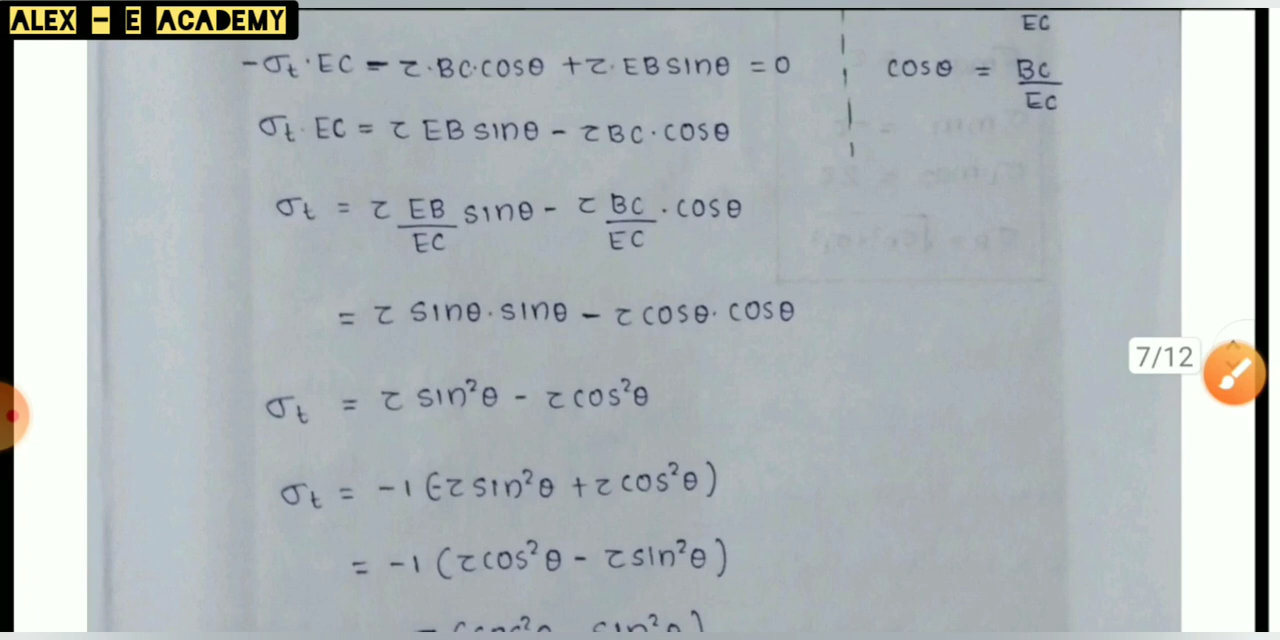 ALEX - E ACADEMY
EC
-σt · EC - τ · BC · cosθ + τ · EB sinθ = 0
cosθ = BC/EC
σt · EC = τ EB sinθ - τ BC · cosθ
σt = τ EB/EC sinθ - τ BC/EC · cosθ
= τ sinθ · sinθ - τ cosθ · cosθ
7/12
σt = τ sin²θ - τ cos²θ
σt = -1 (-τ sin²θ + τ cos²θ)
= -1 (τ cos²θ - τ sin²θ)